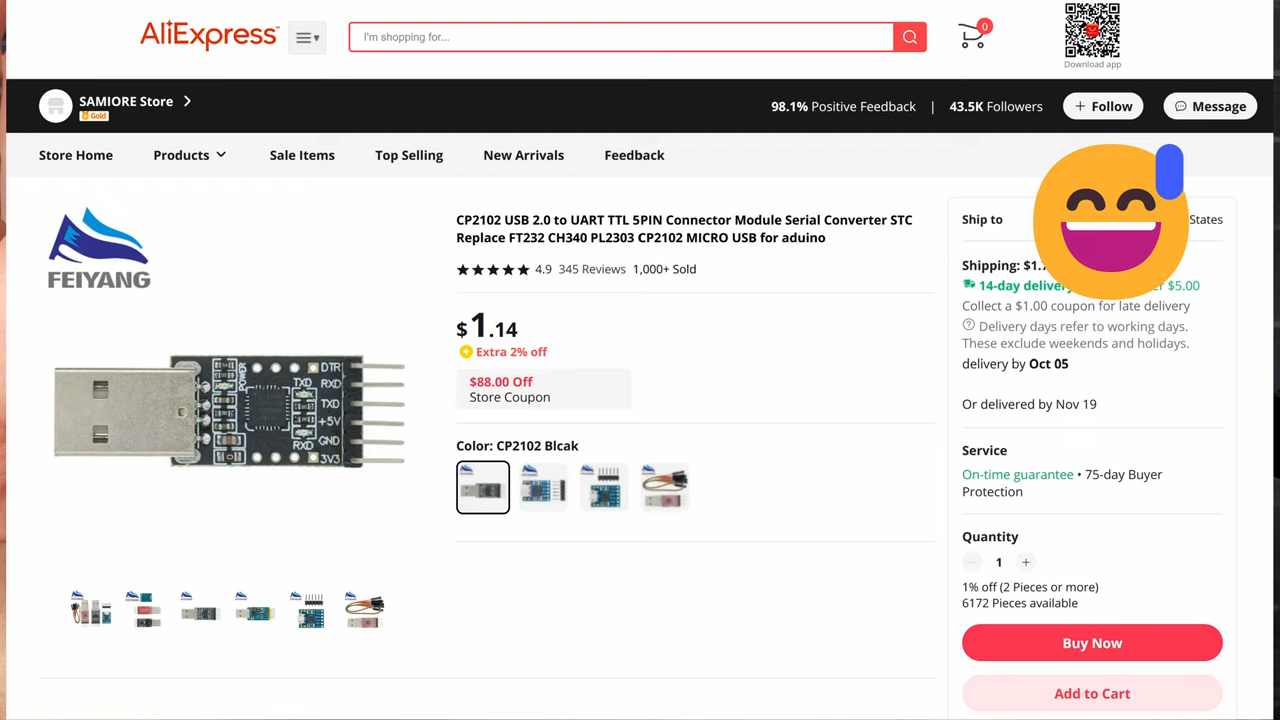 AliExpress
I'm shopping for...
0
Download app
SAMIORE Store
Gold
98.1% Positive Feedback | 43.5K Followers
+ Follow
Message
Store Home
Products
Sale Items
Top Selling
New Arrivals
Feedback
FEIYANG
POWER
DTR
RXD
TXD
+5V
GND
3V3
TXD
RXD
CP2102 USB 2.0 to UART TTL 5PIN Connector Module Serial Converter STC
Replace FT232 CH340 PL2303 CP2102 MICRO USB for aduino
4.9 345 Reviews 1,000+ Sold
$1.14
Extra 2% off
$88.00 Off
Store Coupon
Color: CP2102 Blcak
Ship to
States
Shipping: $1.
14-day delivery
$5.00
Collect a $1.00 coupon for late delivery
Delivery days refer to working days.
These exclude weekends and holidays.
delivery by Oct 05
Or delivered by Nov 19
Service
On-time guarantee • 75-day Buyer
Protection
Quantity
1 +
1% off (2 Pieces or more)
6172 Pieces available
Buy Now
Add to Cart